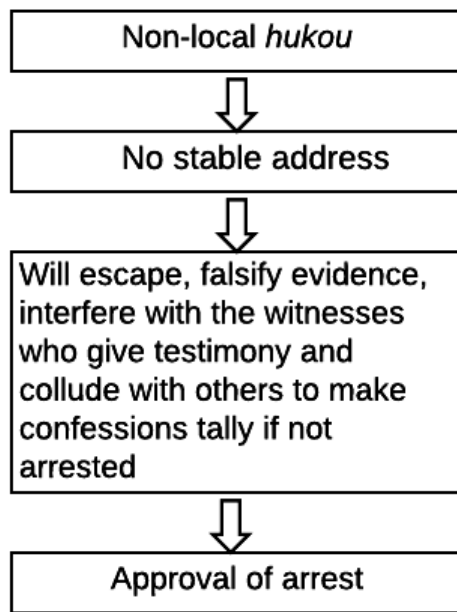 Non-local hukou
No stable address
Will escape, falsify evidence,
interfere with the witnesses
who give testimony and
collude with others to make
confessions tally if not
arrested
Approval of arrest